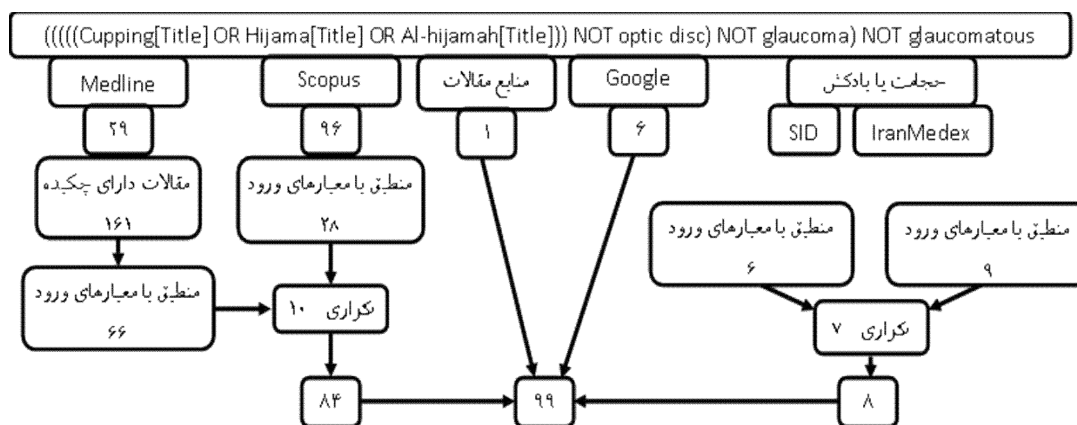 (((((Cupping[Title] OR Hijama[Title] OR Al-hijamah[Title])) NOT optic disc) NOT glaucoma) NOT glaucomatous
Medline
Scopus
منابع مقالات
Google
حجامت یا بادکش
۲۹
۹۶
۱
۶
SID
IranMedex
مقالات دارای چکیده
۱۶۱
منطبق با معیارهای ورود
۲۸
منطبق با معیارهای ورود
۶
منطبق با معیارهای ورود
۹
منطبق با معیارهای ورود
۶۶
تکراری ۱۰
تکراری ۷
۸۴
۹۹
۸